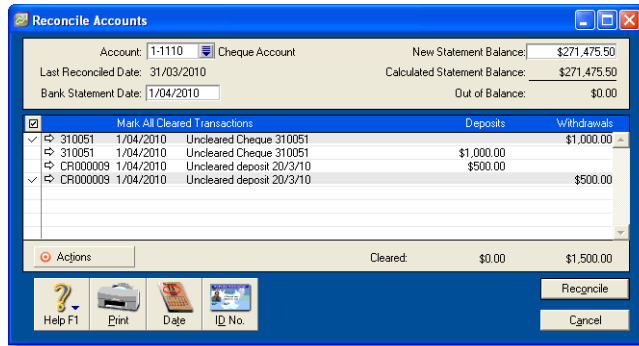 Reconcile Accounts
Account: 1-1110 Cheque Account New Statement Balance: $271,475.50
Last Reconciled Date: 31/03/2010 Calculated Statement Balance: $271,475.50
Bank Statement Date: 1/04/2010 Out of Balance: $0.00
Mark All Cleared Transactions Deposits Withdrawals
310051 1/04/2010 Uncleared Cheque 310051 $1,000.00
310051 1/04/2010 Uncleared Cheque 310051 $1,000.00
CR000009 1/04/2010 Uncleared deposit 20/3/10 $500.00
CR000009 1/04/2010 Uncleared deposit 20/3/10 $500.00
Actions Cleared: $0.00 $1,500.00
Help F1 Print Date ID No. Reconcile
Cancel